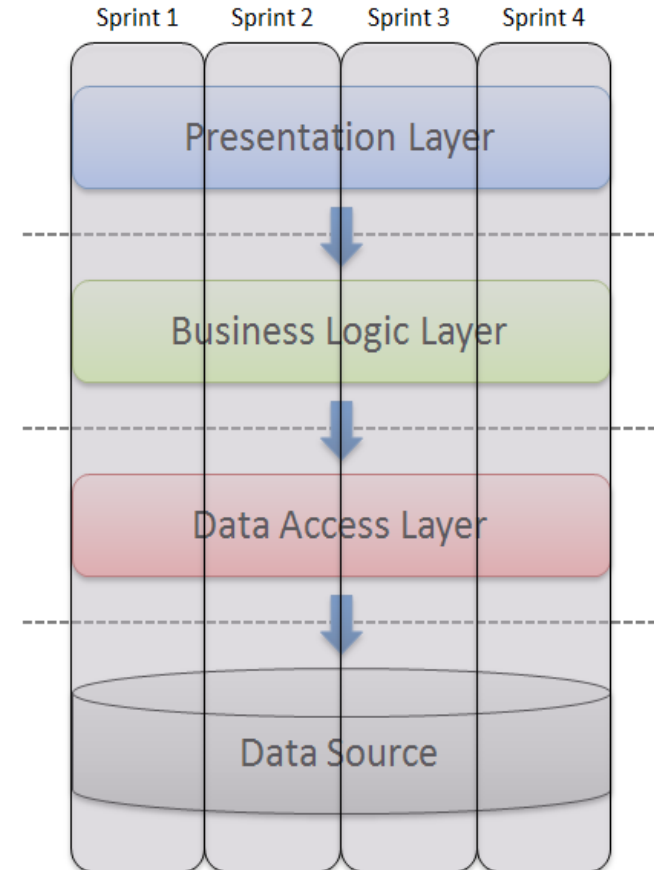 Sprint 1 Sprint 2 Sprint 3 Sprint 4
Presentation Layer
Business Logic Layer
Data Access Layer
Data Source